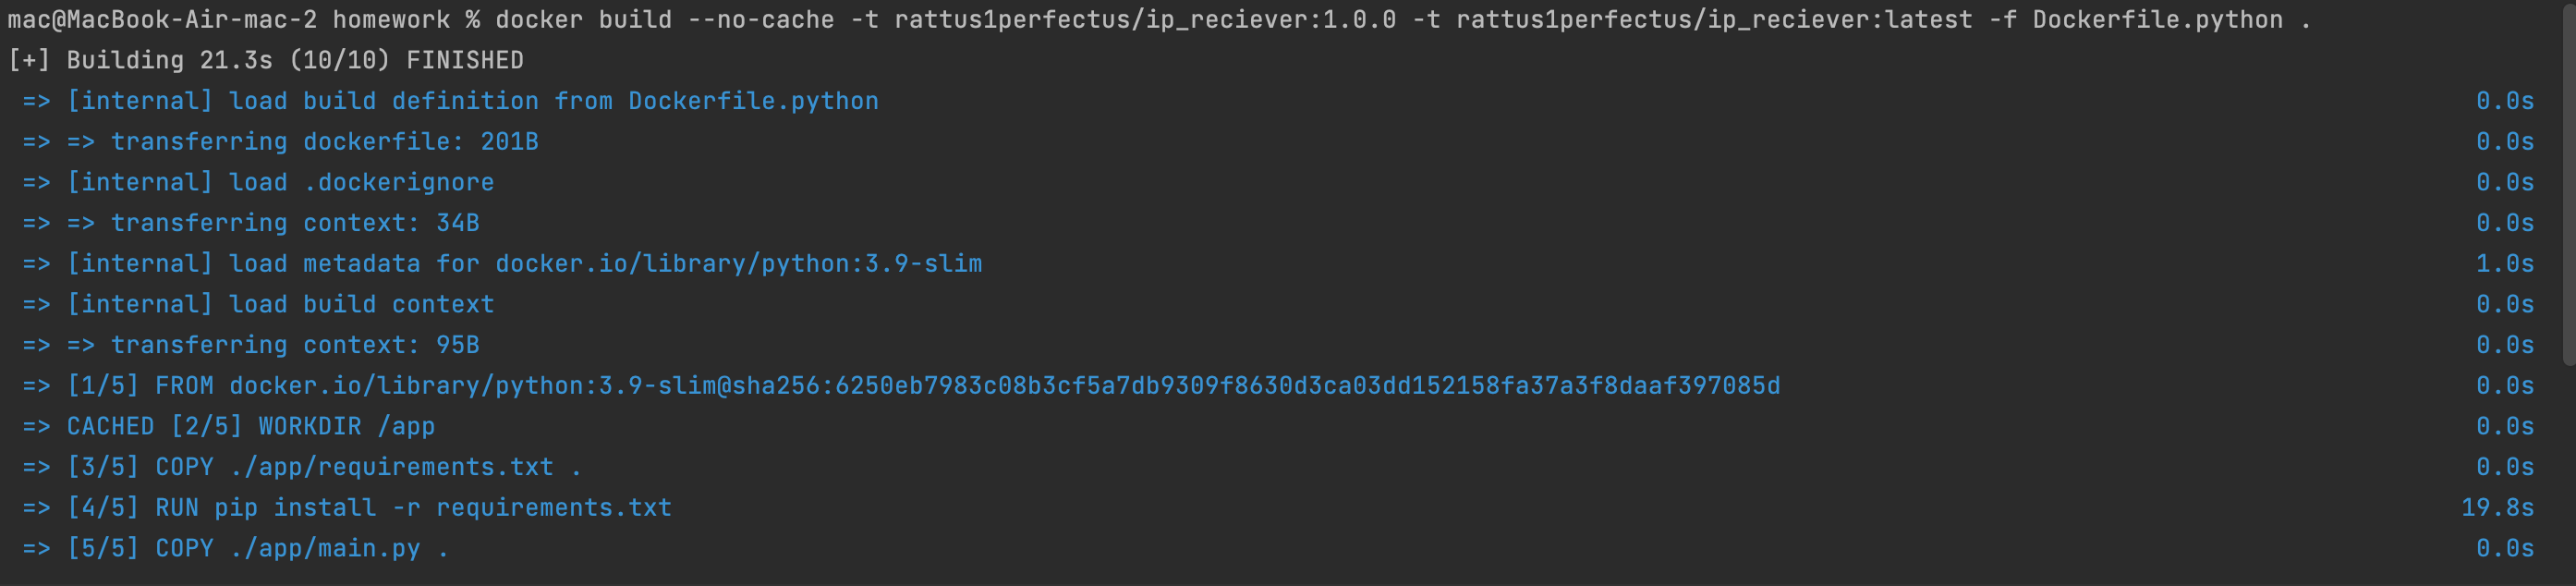 mac@MacBook-Air-mac-2 homework % docker build --no-cache -t rattus1perfectus/ip_reciever:1.0.0 -t rattus1perfectus/ip_reciever:latest -f Dockerfile.python .
[+] Building 21.3s (10/10) FINISHED
=> [internal] load build definition from Dockerfile.python 0.0s
=> => transferring dockerfile: 201B 0.0s
=> [internal] load .dockerignore 0.0s
=> => transferring context: 34B 0.0s
=> [internal] load metadata for docker.io/library/python:3.9-slim 1.0s
=> [internal] load build context 0.0s
=> => transferring context: 95B 0.0s
=> [1/5] FROM docker.io/library/python:3.9-slim@sha256:6250eb7983c08b3cf5a7db9309f8630d3ca03dd152158fa37a3f8daaf397085d 0.0s
=> CACHED [2/5] WORKDIR /app 0.0s
=> [3/5] COPY ./app/requirements.txt . 0.0s
=> [4/5] RUN pip install -r requirements.txt 19.8s
=> [5/5] COPY ./app/main.py . 0.0s